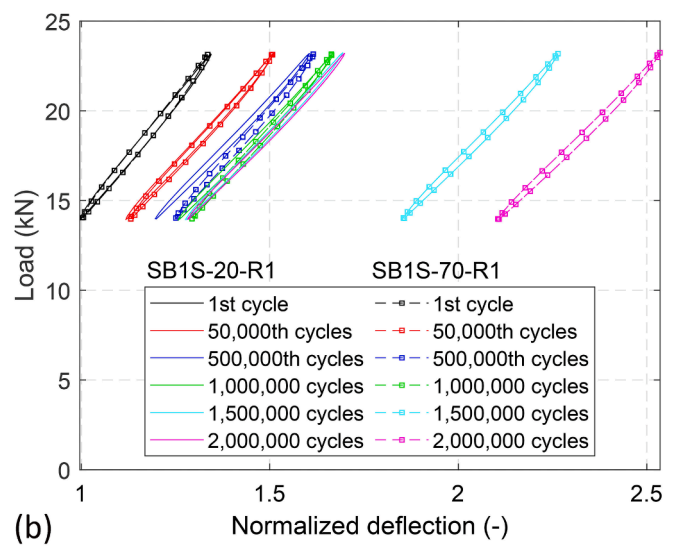 25
20
15
10
5
0
Load (kN)
SB1S-20-R1 SB1S-70-R1
1st cycle 1st cycle
50,000th cycles 50,000th cycles
500,000th cycles 500,000th cycles
1,000,000 cycles 1,000,000 cycles
1,500,000 cycles 1,500,000 cycles
2,000,000 cycles 2,000,000 cycles
1 1.5 2 2.5
(b) Normalized deflection (-)